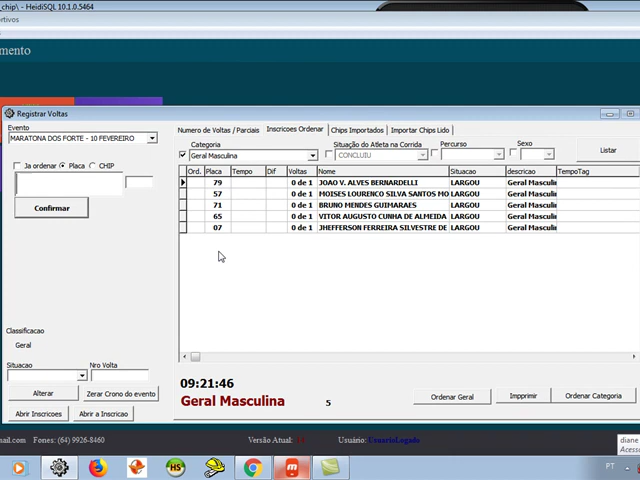 _chip\ - HeidiSQL 10.1.0.5464
rtivos
mento
Registrar Voltas
Evento
MARATONA DOS FORTE - 10 FEVEREIRO
Ja ordenar Placa CHIP
Confirmar
Classificacao
Geral
Situacao Nro Volta
Alterar Zerar Crono do evento
Abrir Inscricoes Abrir a Inscricao
Numero de Voltas / Parciais Inscricoes Ordenar Chips Importados Importar Chips Lido
Categoria Situação do Atleta na Corrida Percurso Sexo
Geral Masculina CONCLUIU Listar
Ord. Placa Tempo Dif Voltas Nome Situacao descricao TempoTag
79 0 de 1 JOAO V. ALVES BERNARDELLI LARGOU Geral Masculin
57 0 de 1 MOISES LOURENCO SILVA SANTOS MO LARGOU Geral Masculin
71 0 de 1 BRUNO MENDES GUIMARAES LARGOU Geral Masculin
65 0 de 1 VITOR AUGUSTO CUNHA DE ALMEIDA LARGOU Geral Masculin
07 0 de 1 JHEFFERSON FERREIRA SILVESTRE DE LARGOU Geral Masculin
09:21:46
Geral Masculina 5 Ordenar Geral Impprimir Ordenar Categoria
mail.com Fones: (64) 9926-8460 Versão Atual: Usuário: UsuarioLogado
diane
Acesso
PT